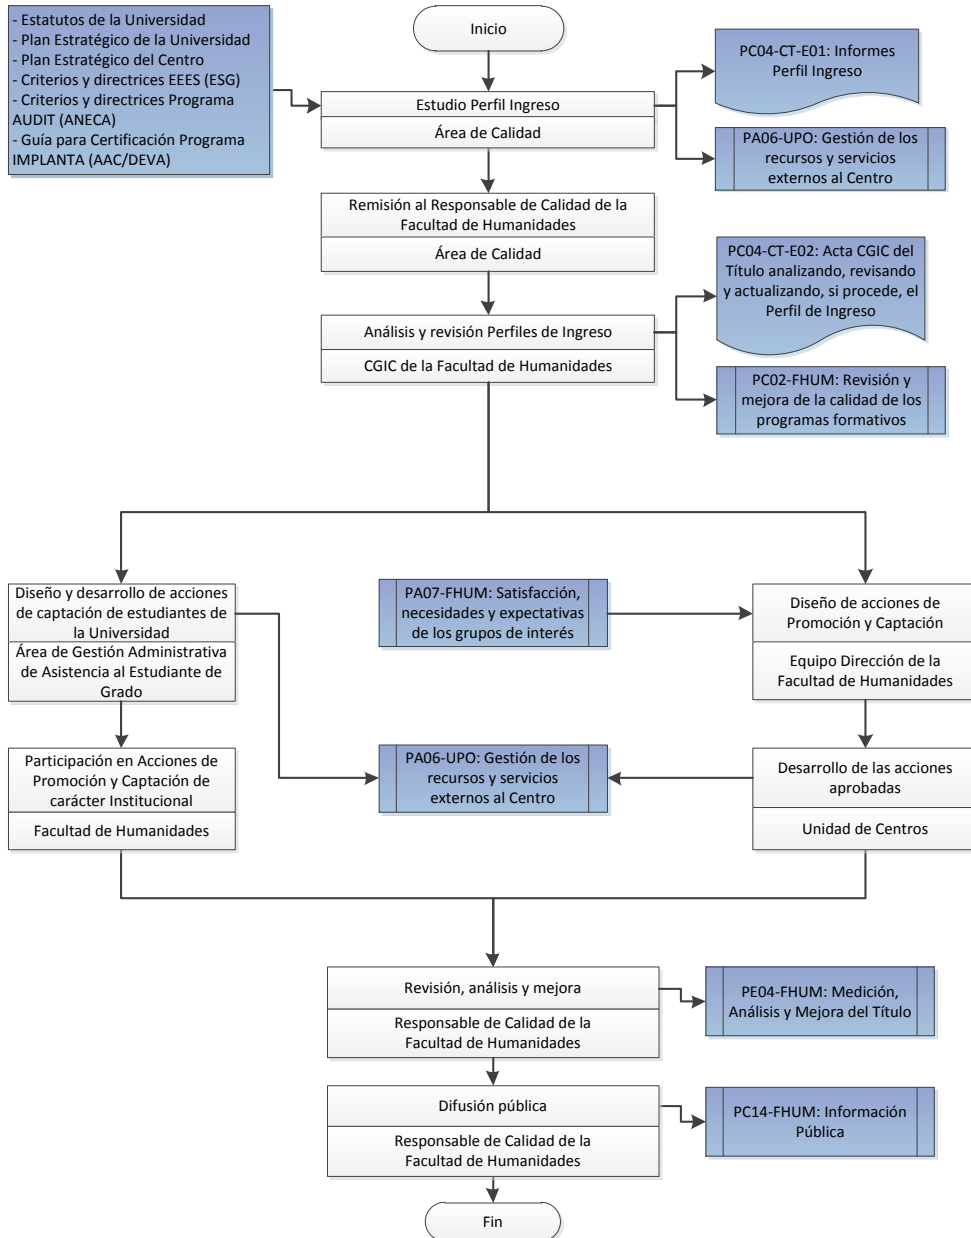 - Estatutos de la Universidad
- Plan Estratégico de la Universidad
- Plan Estratégico del Centro
- Criterios y directrices EEES (ESG)
- Criterios y directrices Programa
AUDIT (ANECA)
- Guía para Certificación Programa
IMPLANTA (AAC/DEVA)
Inicio
PC04-CT-E01: Informes
Perfil Ingreso
Estudio Perfil Ingreso
Área de Calidad
PA06-UPO: Gestión de los
recursos y servicios
externos al Centro
Remisión al Responsable de Calidad de la
Facultad de Humanidades
Área de Calidad
PC04-CT-E02: Acta CGIC del
Título analizando, revisando
y actualizando, si procede, el
Perfil de Ingreso
Análisis y revisión Perfiles de Ingreso
CGIC de la Facultad de Humanidades
PC02-FHUM: Revisión y
mejora de la calidad de los
programas formativos
Diseño y desarrollo de acciones
de captación de estudiantes de
la Universidad
Área de Gestión Administrativa
de Asistencia al Estudiante de
Grado
PA07-FHUM: Satisfacción,
necesidades y expectativas
de los grupos de interés
Diseño de acciones de
Promoción y Captación
Equipo Dirección de la
Facultad de Humanidades
Participación en Acciones de
Promoción y Captación de
carácter Institucional
Facultad de Humanidades
PA06-UPO: Gestión de los
recursos y servicios
externos al Centro
Desarrollo de las acciones
aprobadas
Unidad de Centros
Revisión, análisis y mejora
Responsable de Calidad de la
Facultad de Humanidades
PE04-FHUM: Medición,
Análisis y Mejora del Título
Difusión pública
Responsable de Calidad de la
Facultad de Humanidades
PC14-FHUM: Información
Pública
Fin